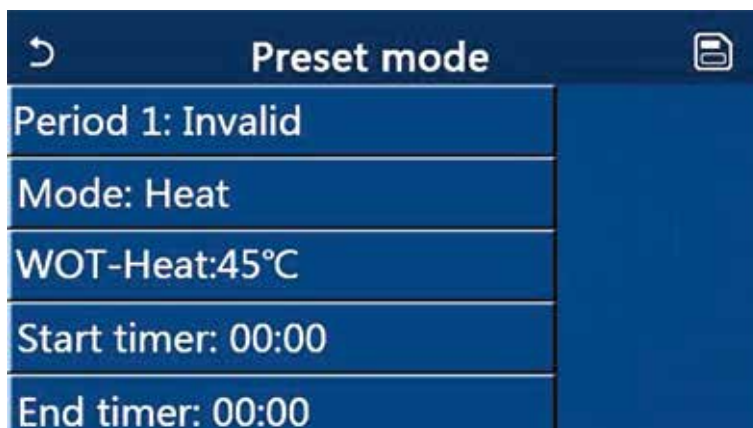 Preset mode
Period 1: Invalid
Mode: Heat
WOT-Heat:45℃
Start timer: 00:00
End timer: 00:00